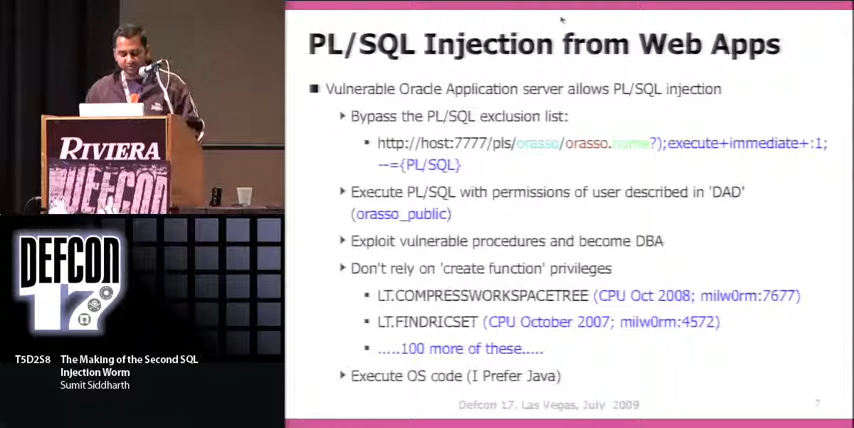 PL/SQL Injection from Web Apps
Vulnerable Oracle Application server allows PL/SQL injection
Bypass the PL/SQL exclusion list:
http://host:7777/pls/orasso/orasso.home?);execute+immediate+:1;
--={PL/SQL}
Execute PL/SQL with permissions of user described in 'DAD'
(orasso_public)
Exploit vulnerable procedures and become DBA
Don't rely on 'create function' privileges
LT.COMPRESSWORKSPACETREE (CPU Oct 2008; milw0rm:7677)
LT.FINDRICSET (CPU October 2007; milw0rm:4572)
.....100 more of these.....
Execute OS code (I Prefer Java)
Defcon 17, Las Vegas, July 2009
7
RIVIERA
DEFCON
DEFCON
17
T5D2S8 The Making of the Second SQL
Injection Worm
Sumit Siddharth